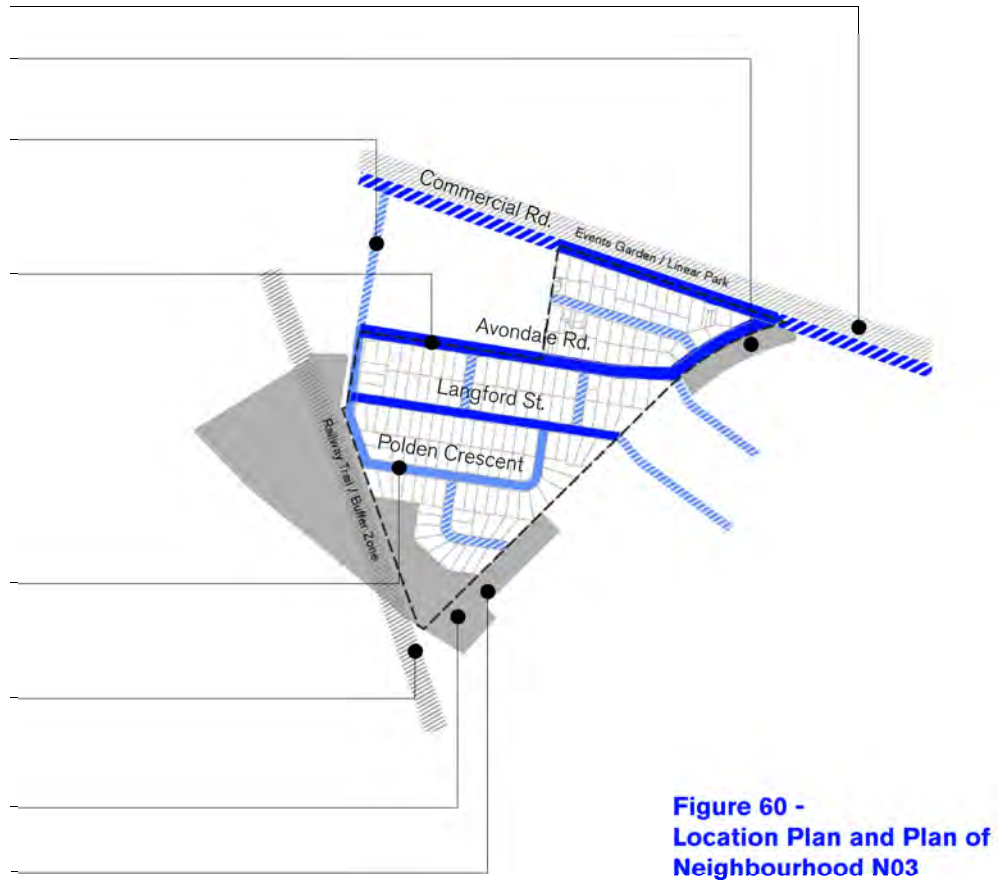 Commercial Rd.
Events Garden / Linear Park
Avondale Rd.
Langford St.
Polden Crescent
Railway Trail / Buffer Zone
Figure 60 -
Location Plan and Plan of
Neighbourhood N03